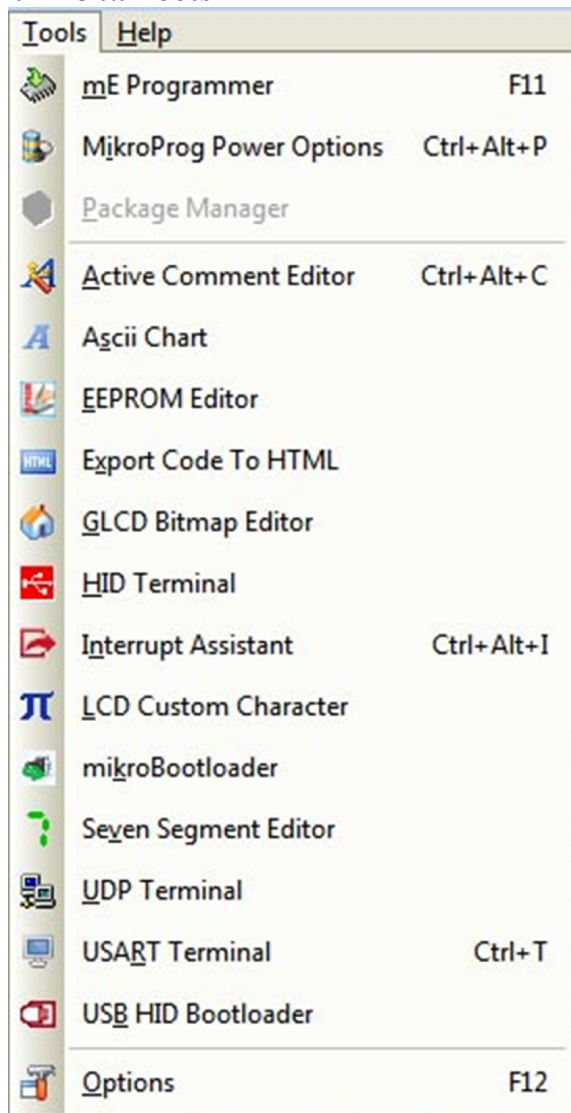 Tools Help
mE Programmer F11
MikroProg Power Options Ctrl+Alt+P
Package Manager
Active Comment Editor Ctrl+Alt+C
Ascii Chart
EEPROM Editor
HTML Export Code To HTML
GLCD Bitmap Editor
HID Terminal
Interrupt Assistant Ctrl+Alt+I
LCD Custom Character
mikroBootloader
Seven Segment Editor
UDP Terminal
USART Terminal Ctrl+T
USB HID Bootloader
Options F12